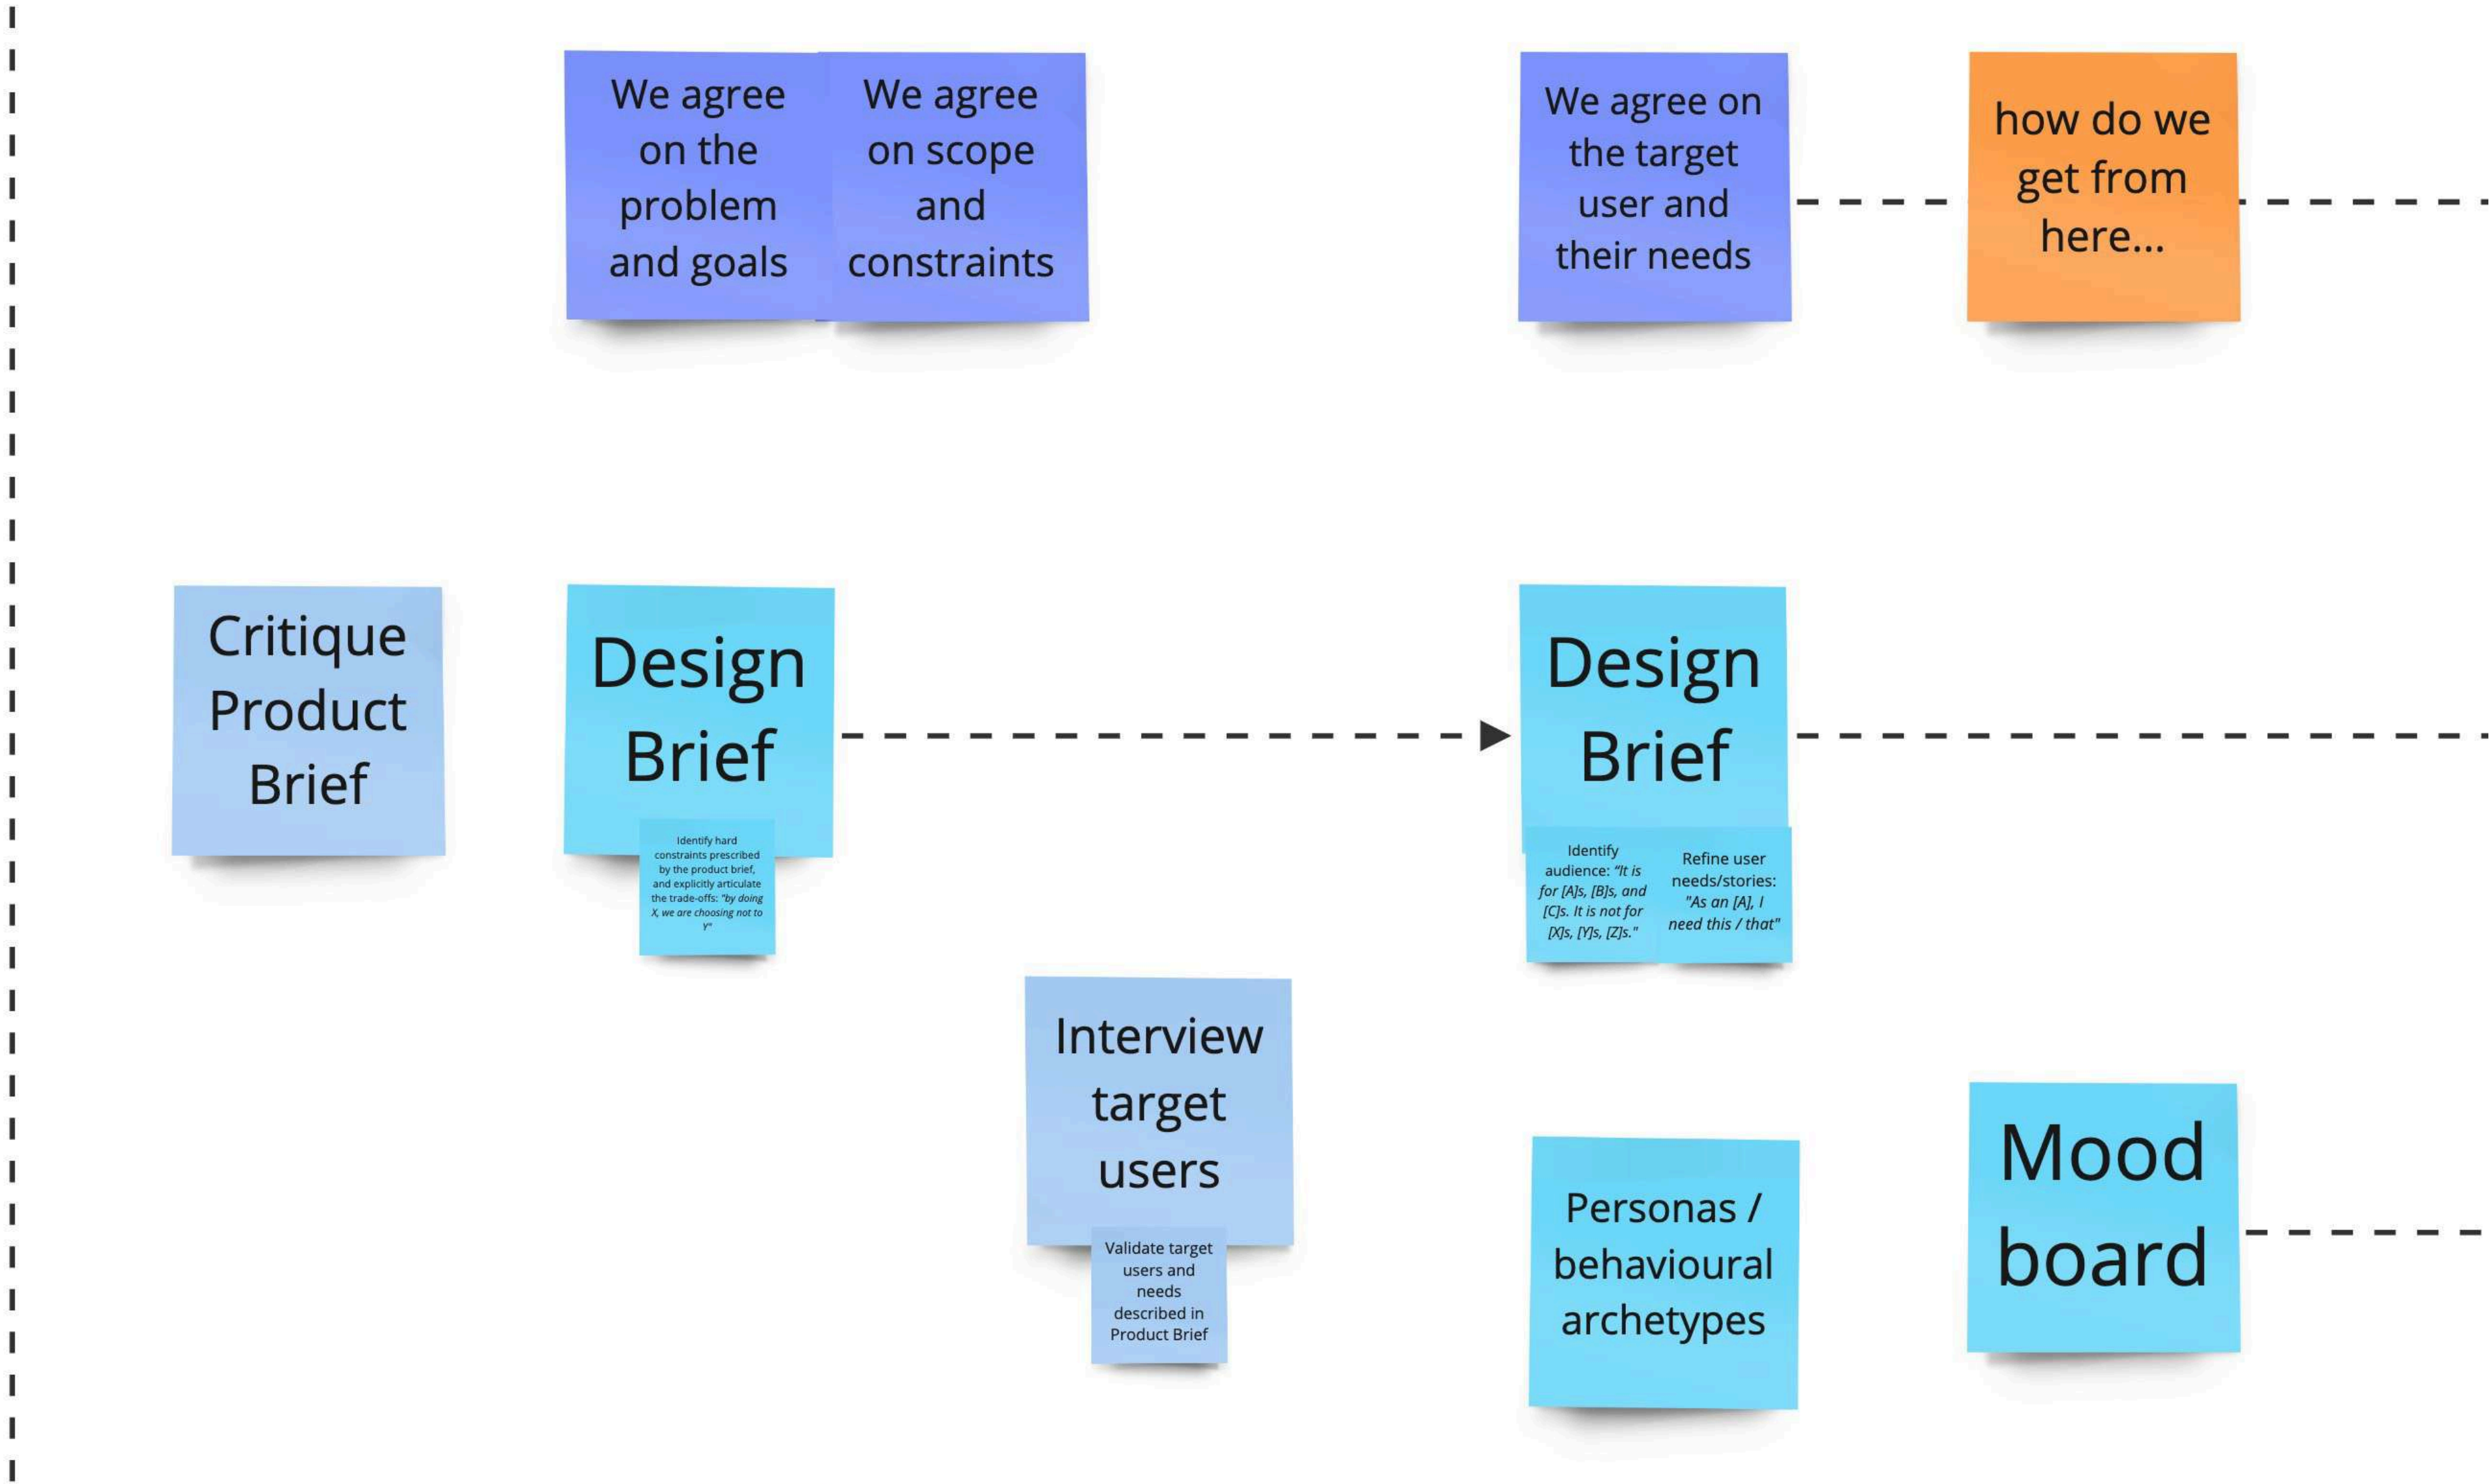 We agree
on the
problem
and goals
We agree
on scope
and
constraints
We agree on
the target
user and
their needs
how do we
get from
here...
Critique
Product
Brief
Design
Brief
Identify hard
constraints prescribed
by the product brief,
and explicitly articulate
the trade-offs: "by doing
X, we are choosing not to
Y"
Design
Brief
Identify
audience: “It is
for [A]s, [B]s, and
[C]s. It is not for
[X]s, [Y]s, [Z]s."
Refine user
needs/stories:
"As an [A], I
need this / that"
Interview
target
users
Validate target
users and
needs
described in
Product Brief
Personas /
behavioural
archetypes
Mood
board